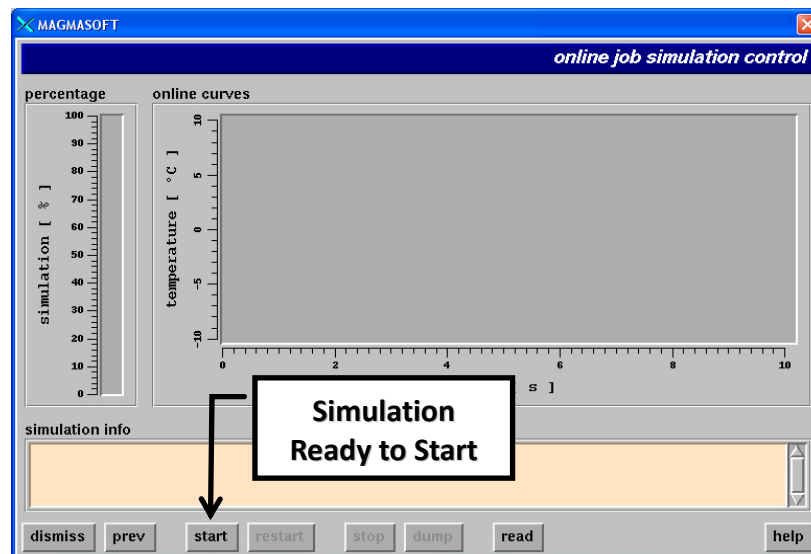 MAGMASOFT
online job simulation control
percentage
online curves
100
90
80
70
60
50
40
30
20
10
0
simulation [ % ]
10
5
0
-5
-10
temperature [ °C ]
0 2 4 6 8 10
s ]
Simulation
Ready to Start
simulation info
dismiss prev start restart stop dump read help